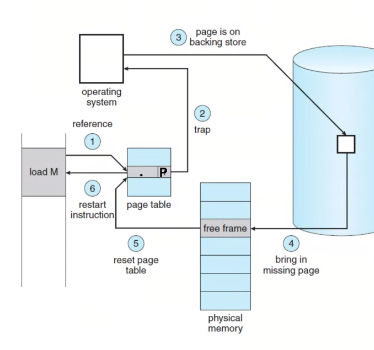 3
page is on
backing store
operating
system
2
trap
reference
1
load M
P
6
restart
instruction
page table
5
reset page
table
free frame
4
bring in
missing page
physical
memory